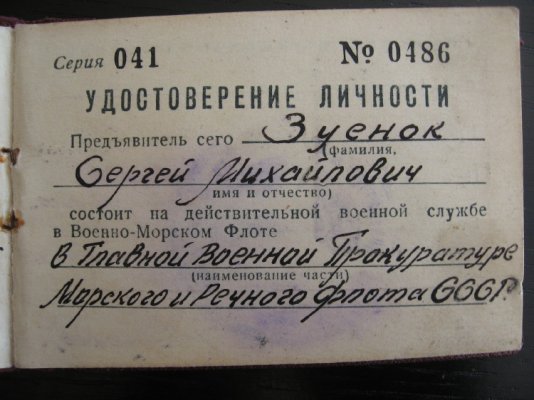 Серия 041 № 0486
УДОСТОВЕРЕНИЕ ЛИЧНОСТИ
Предъявитель сего Зуенок
(фамилия,
Сергей Михайлович
имя и отчество)
состоит на действительной военной службе
в Военно-Морском Флоте
в Главной Военной Прокуратуре
(наименование части)
Морского и Речного флота СССР